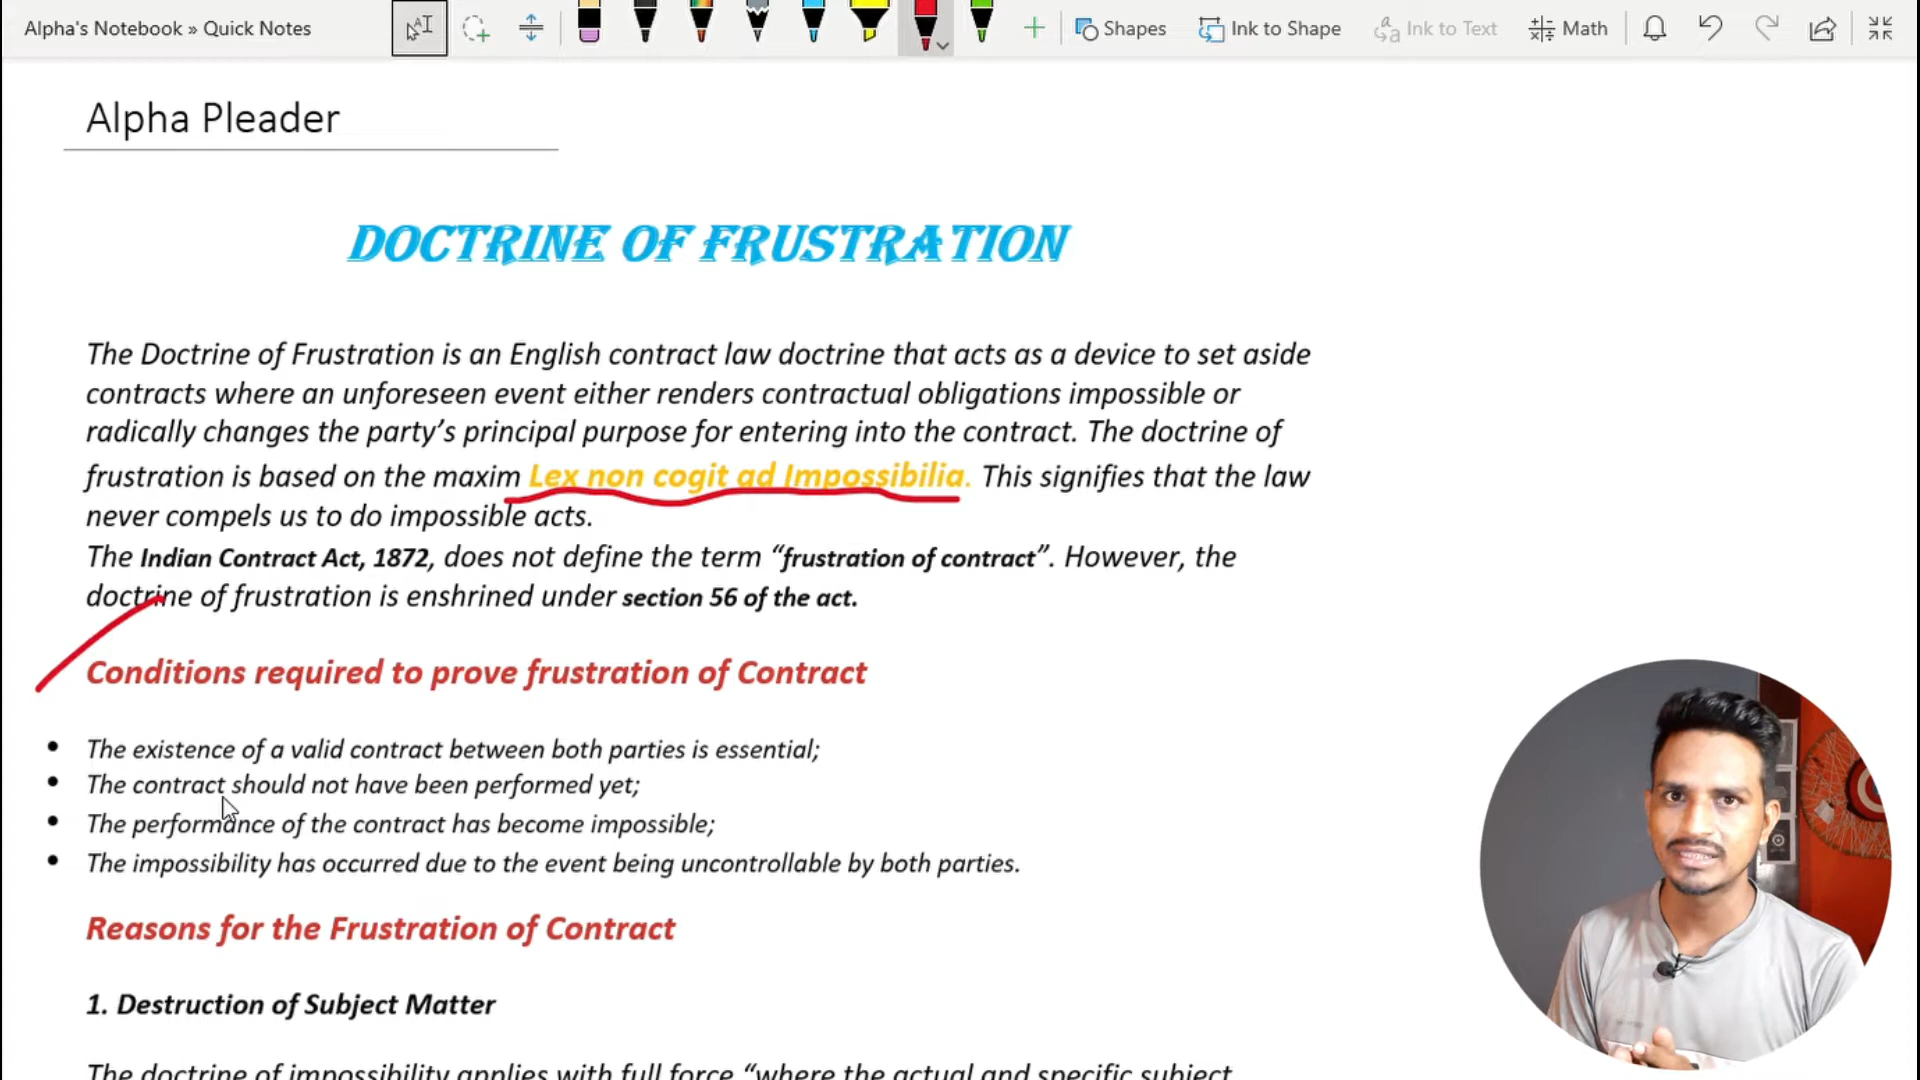 Alpha's Notebook » Quick Notes
Shapes
Ink to Shape
Ink to Text
Math
Alpha Pleader
DOCTRINE OF FRUSTRATION
The Doctrine of Frustration is an English contract law doctrine that acts as a device to set aside
contracts where an unforeseen event either renders contractual obligations impossible or
radically changes the party’s principal purpose for entering into the contract. The doctrine of
frustration is based on the maxim Lex non cogit ad Impossibilia. This signifies that the law
never compels us to do impossible acts.
The Indian Contract Act, 1872, does not define the term “frustration of contract”. However, the
doctrine of frustration is enshrined under section 56 of the act.
Conditions required to prove frustration of Contract
• The existence of a valid contract between both parties is essential;
• The contract should not have been performed yet;
• The performance of the contract has become impossible;
• The impossibility has occurred due to the event being uncontrollable by both parties.
Reasons for the Frustration of Contract
1. Destruction of Subject Matter
The doctrine of impossibility applies with full force “where the actual and specific subject